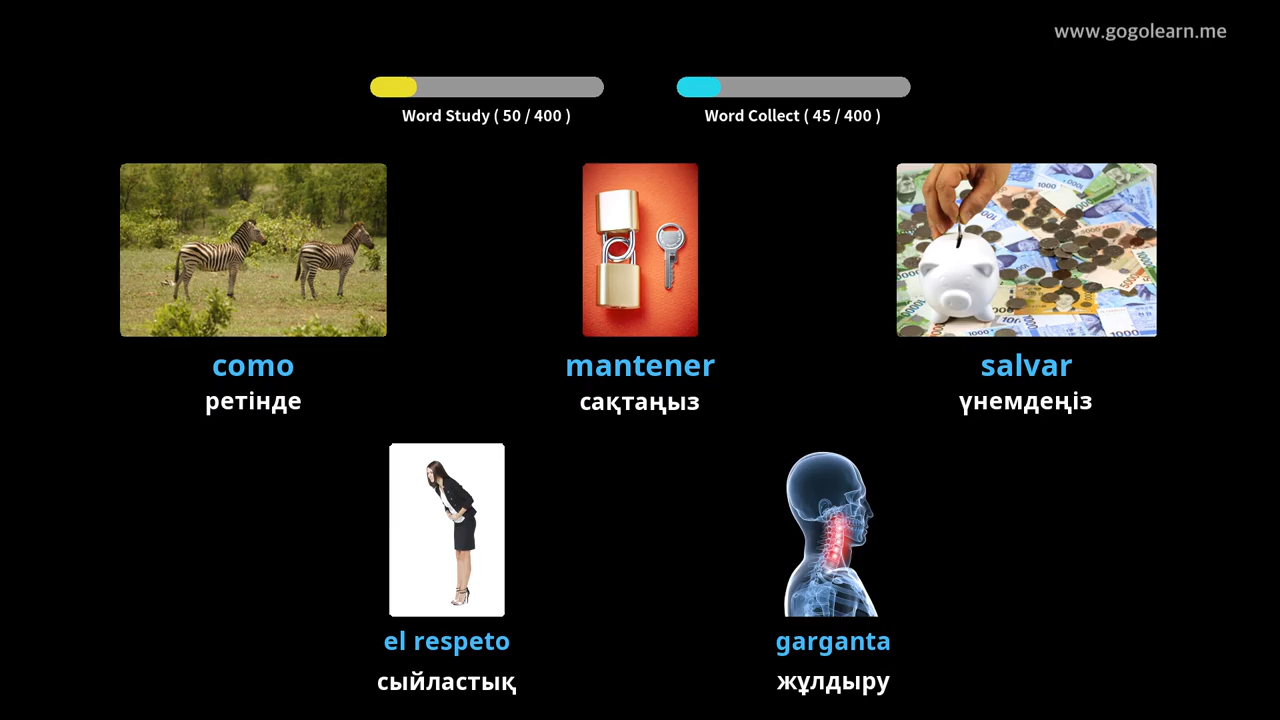 www.gogolearn.me
Word Study ( 50 / 400 )
Word Collect ( 45 / 400 )
como
ретінде
mantener
сақтаңыз
salvar
үнемдеңіз
el respeto
сыйластық
garganta
жұлдыру